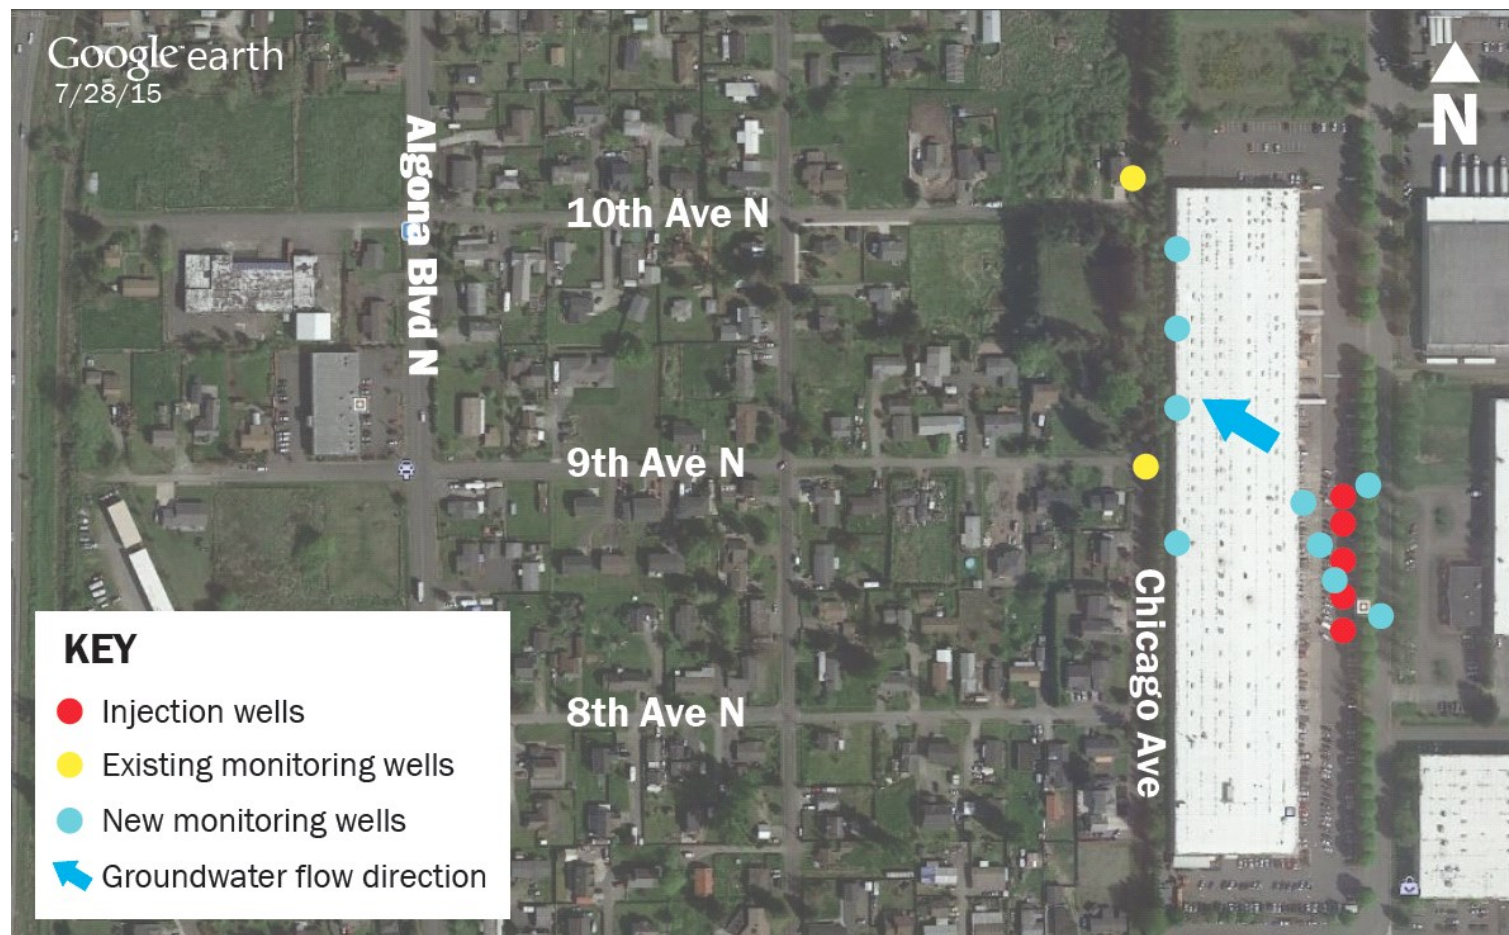 Google earth
7/28/15
N
Algona Blvd N
10th Ave N
9th Ave N
Chicago Ave
8th Ave N
KEY
Injection wells
Existing monitoring wells
New monitoring wells
Groundwater flow direction